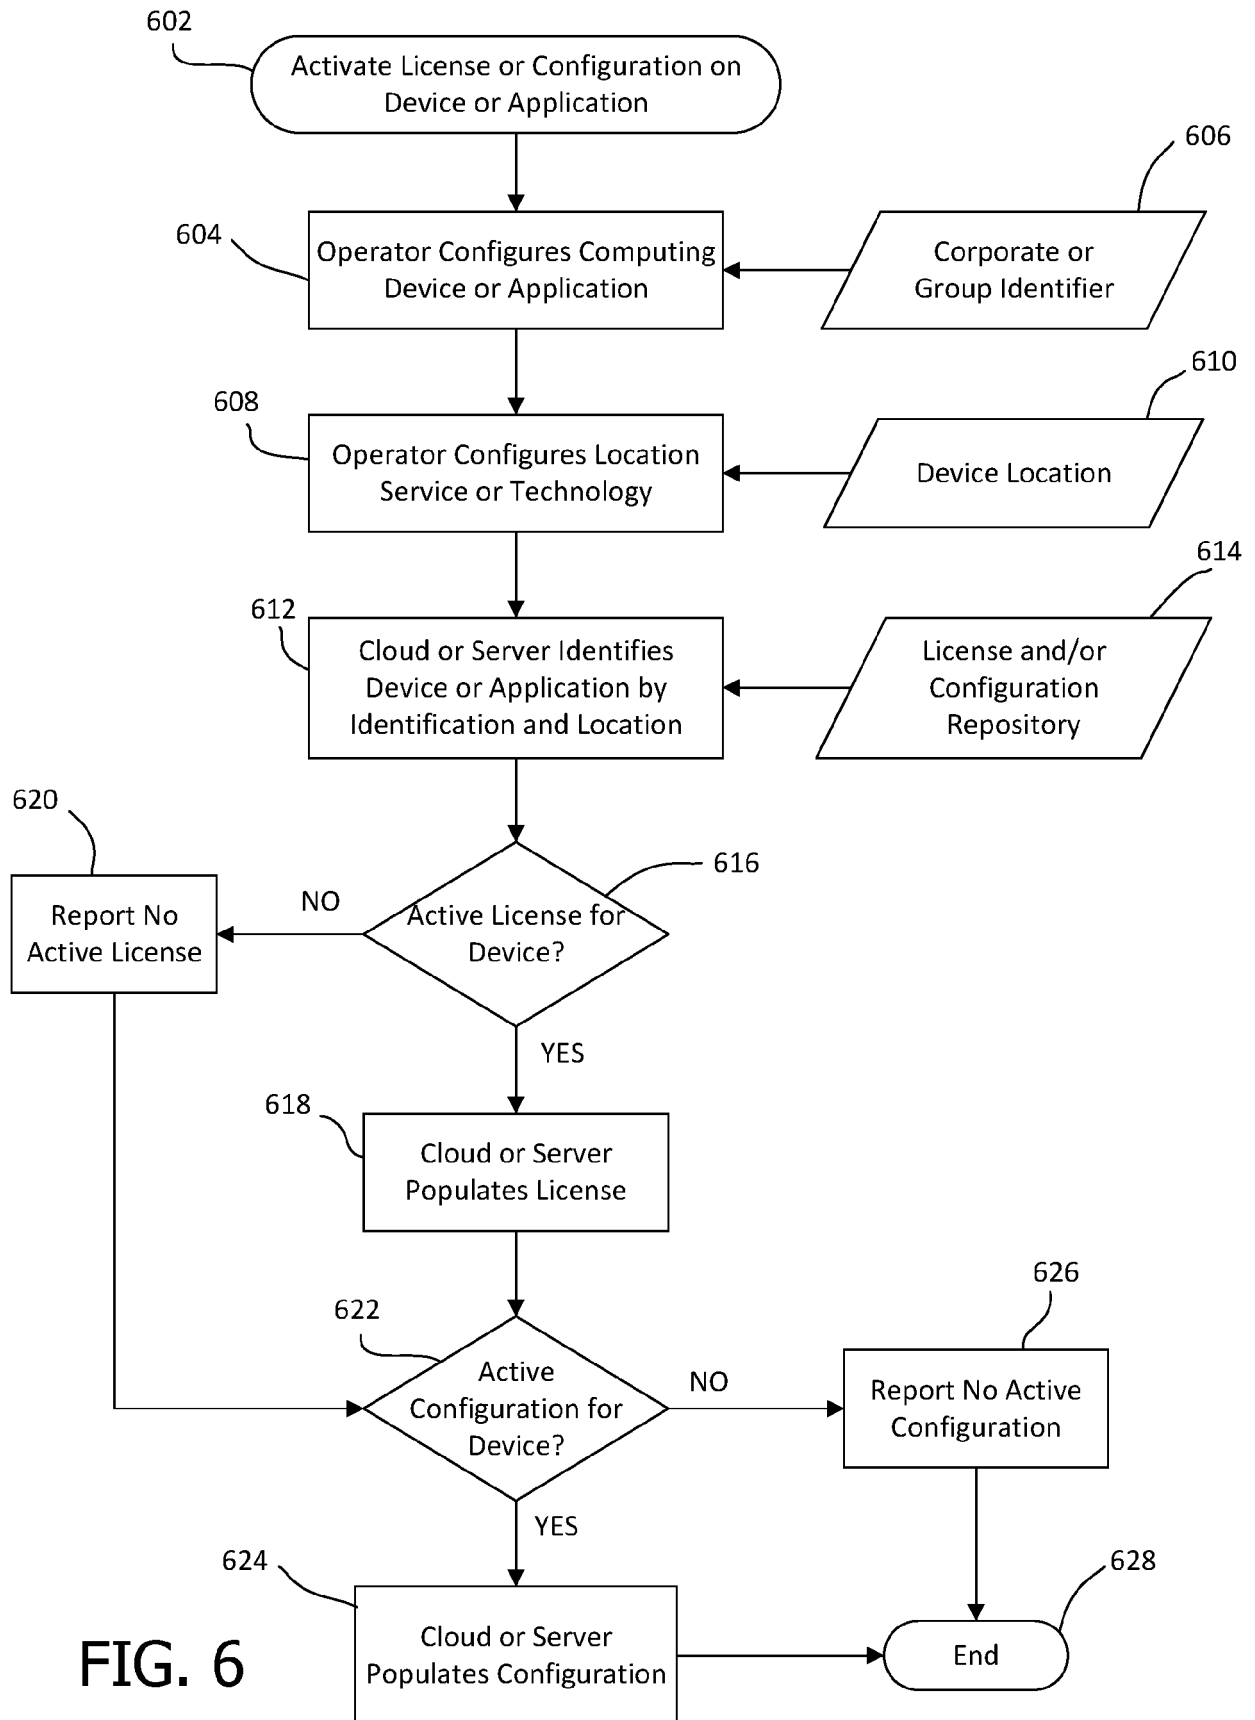 602
Activate License or Configuration on
Device or Application
606
604
Operator Configures Computing
Device or Application
Corporate or
Group Identifier
610
608
Operator Configures Location
Service or Technology
Device Location
614
612
Cloud or Server Identifies
Device or Application by
Identification and Location
License and/or
Configuration
Repository
620
616
Report No
Active License
NO
Active License for
Device?
YES
618
Cloud or Server
Populates License
626
622
Active
Configuration for
Device?
NO
Report No Active
Configuration
YES
624
628
Cloud or Server
Populates Configuration
End
FIG. 6